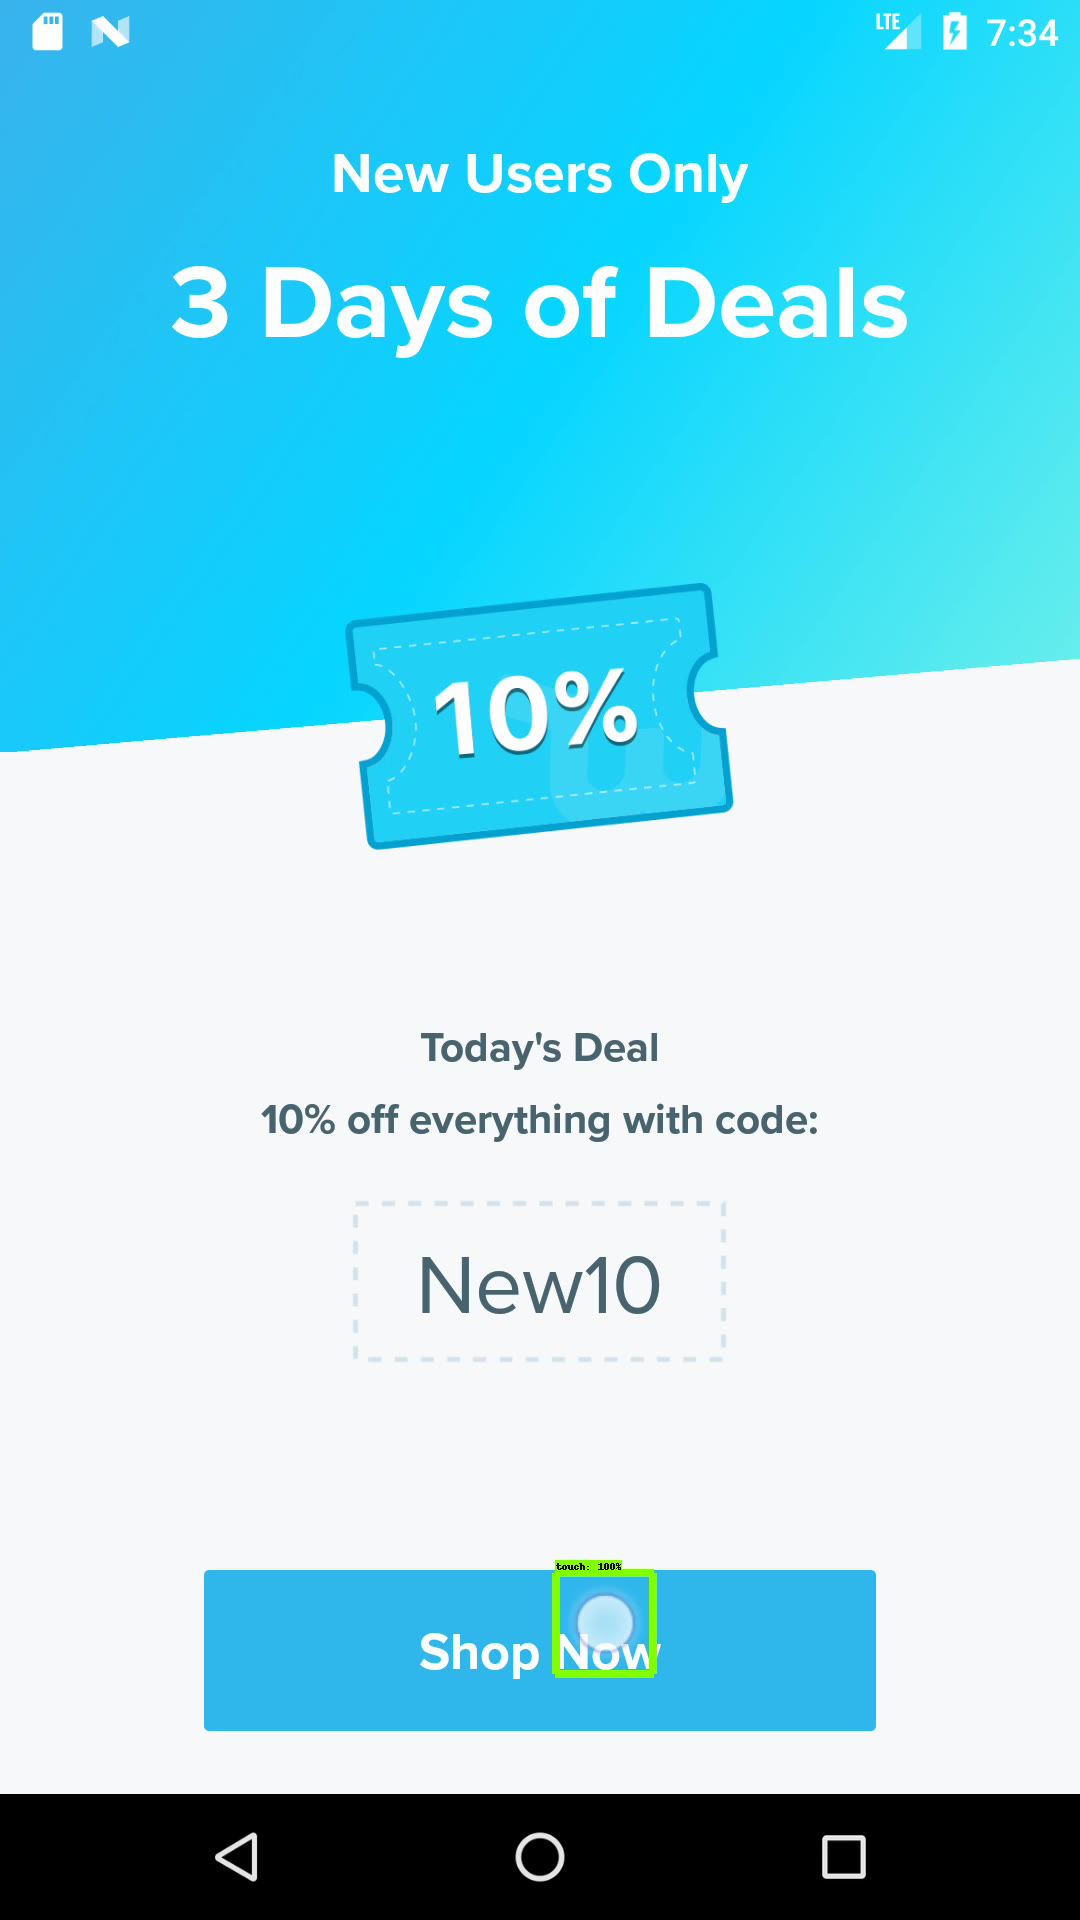 LTE 7:34
New Users Only
3 Days of Deals
10%
Today's Deal
10% off everything with code:
New10
touch: 100%
Shop Now